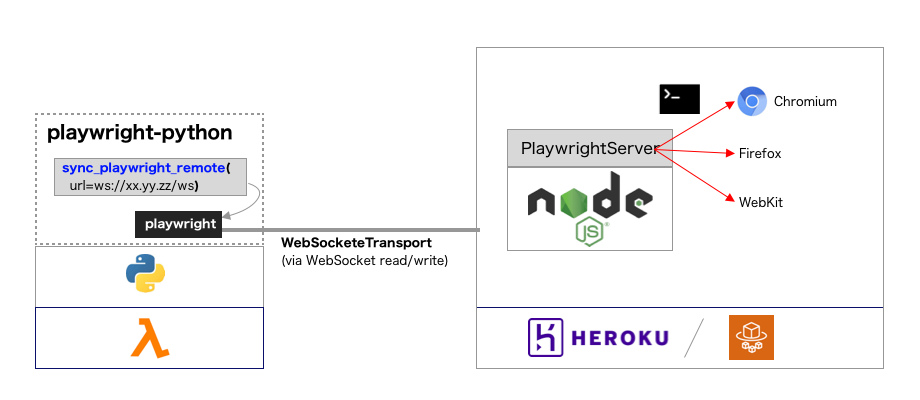 playwright-python
sync_playwright_remote(
url=ws://xx.yy.zz/ws)
playwright
WebSocketeTransport
(via WebSocket read/write)
>_
Chromium
PlaywrightServer
Firefox
WebKit
node
JS
HEROKU